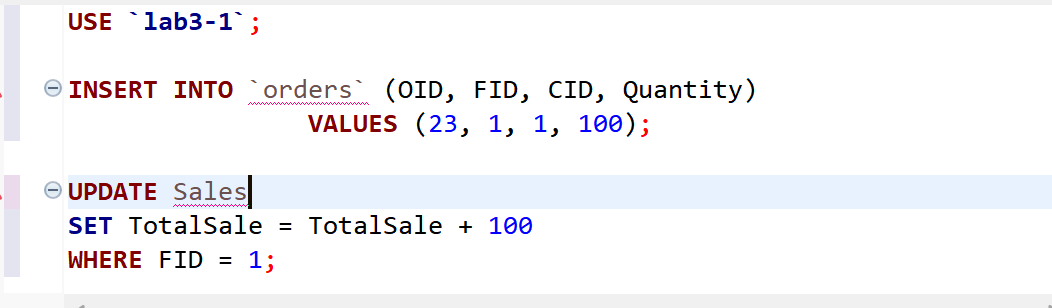 USE `lab3-1`;
INSERT INTO `orders` (OID, FID, CID, Quantity)
VALUES (23, 1, 1, 100);
UPDATE Sales
SET TotalSale = TotalSale + 100
WHERE FID = 1;